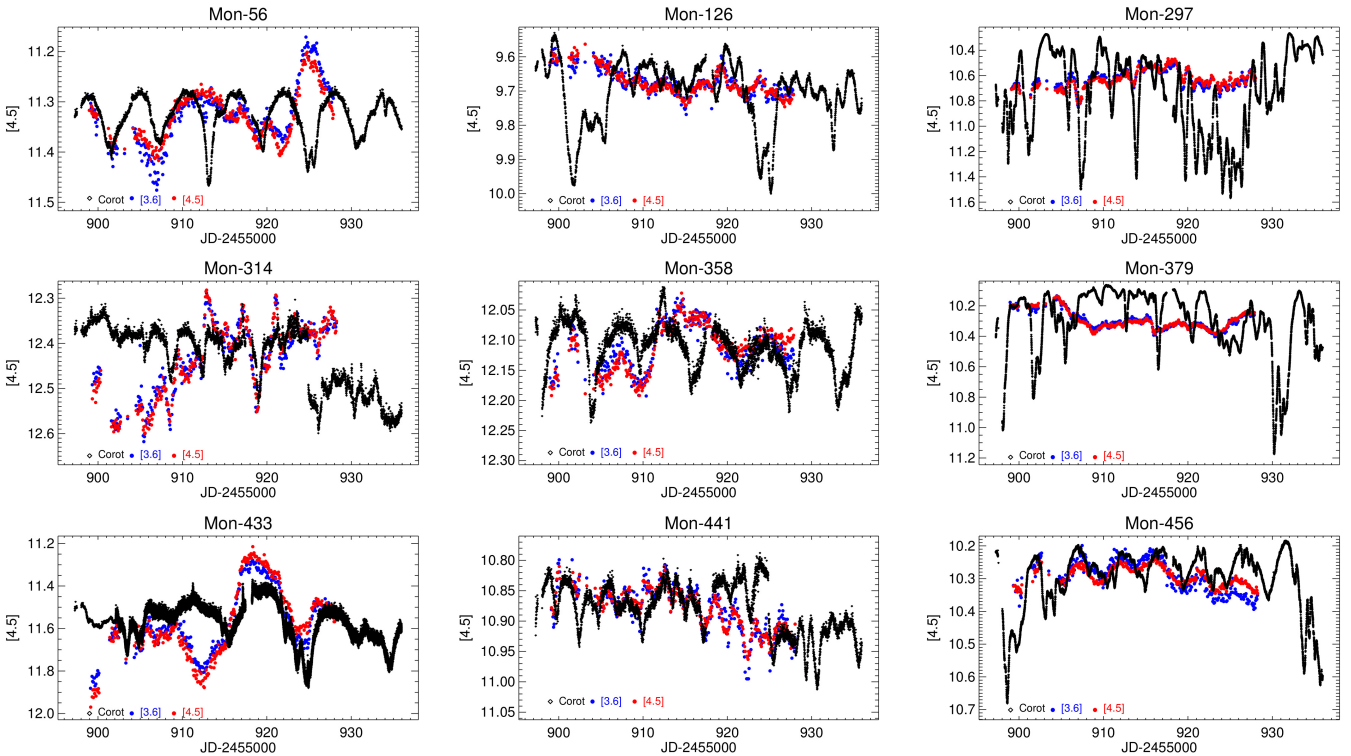 Mon-56
11.2
11.3
11.4
11.5
[4.5]
Corot [3.6] [4.5]
900 910 920 930
JD-2455000
Mon-126
9.6
9.7
9.8
9.9
10.0
[4.5]
Corot [3.6] [4.5]
900 910 920 930
JD-2455000
Mon-297
10.4
10.6
10.8
11.0
11.2
11.4
11.6
[4.5]
Corot [3.6] [4.5]
900 910 920 930
JD-2455000
Mon-314
12.3
12.4
12.5
12.6
[4.5]
Corot [3.6] [4.5]
900 910 920 930
JD-2455000
Mon-358
12.05
12.10
12.15
12.20
12.25
12.30
[4.5]
Corot [3.6] [4.5]
900 910 920 930
JD-2455000
Mon-379
10.2
10.4
10.6
10.8
11.0
11.2
[4.5]
Corot [3.6] [4.5]
900 910 920 930
JD-2455000
Mon-433
11.2
11.4
11.6
11.8
12.0
[4.5]
Corot [3.6] [4.5]
900 910 920 930
JD-2455000
Mon-441
10.80
10.85
10.90
10.95
11.00
11.05
[4.5]
Corot [3.6] [4.5]
900 910 920 930
JD-2455000
Mon-456
10.2
10.3
10.4
10.5
10.6
10.7
[4.5]
Corot [3.6] [4.5]
900 910 920 930
JD-2455000